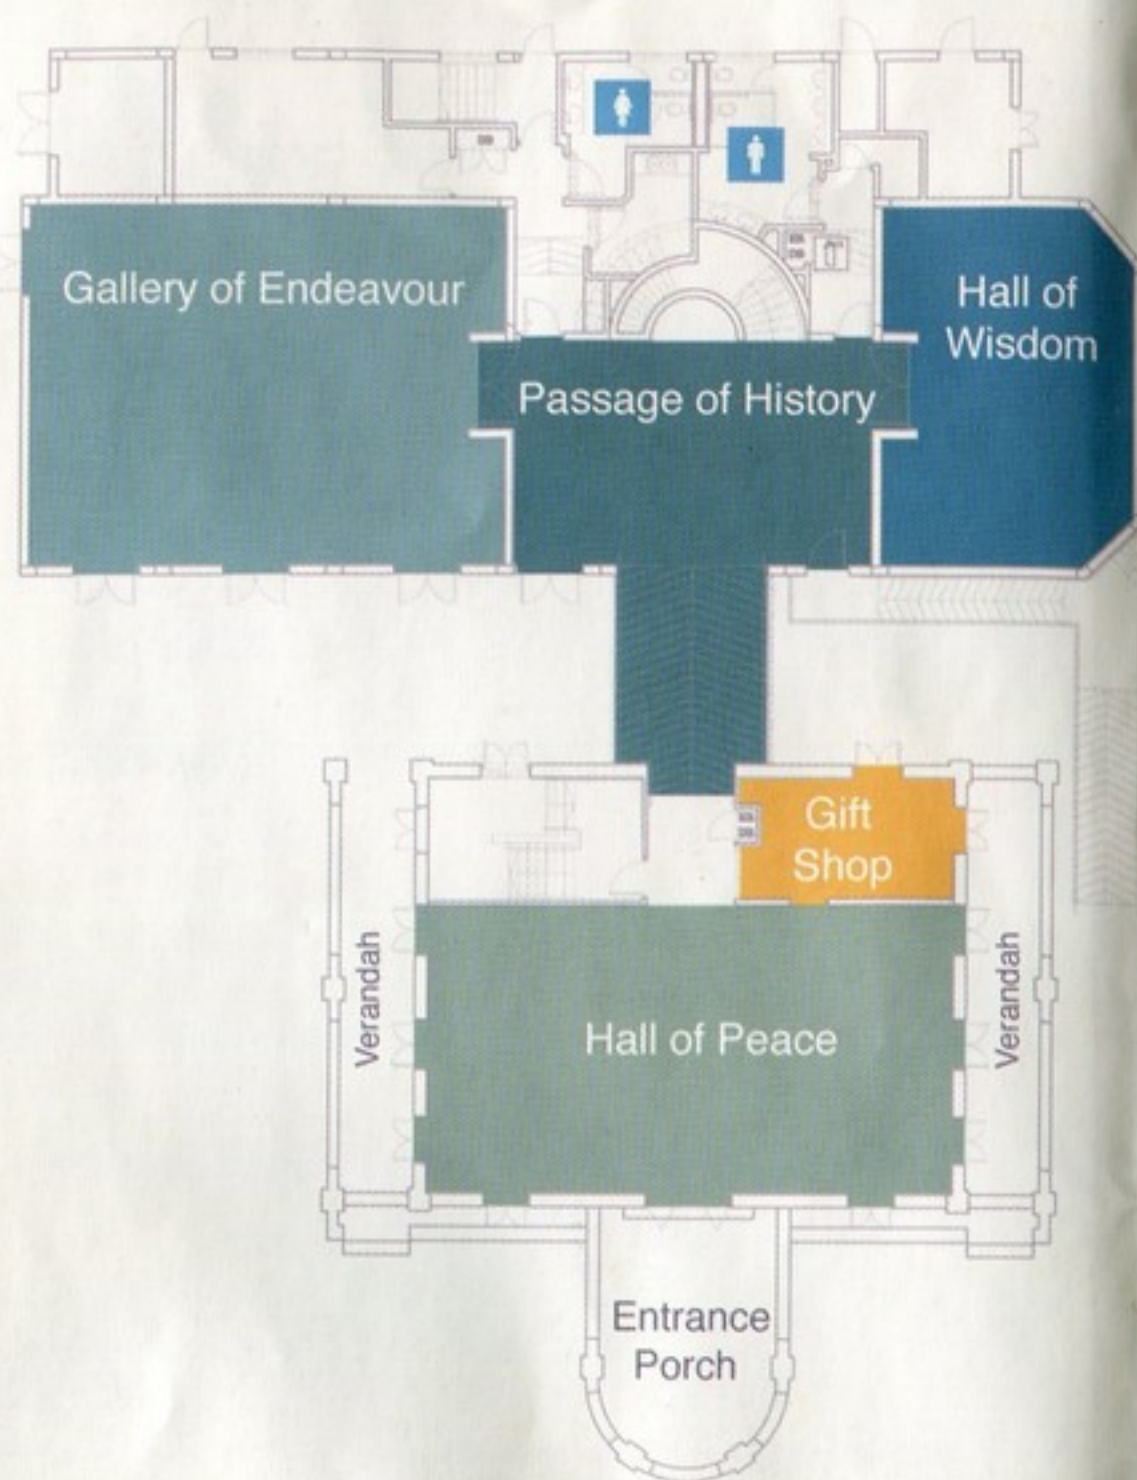 Gallery of Endeavour
Hall of
Wisdom
Passage of History
Gift
Shop
Verandah
Hall of Peace
Verandah
Entrance
Porch